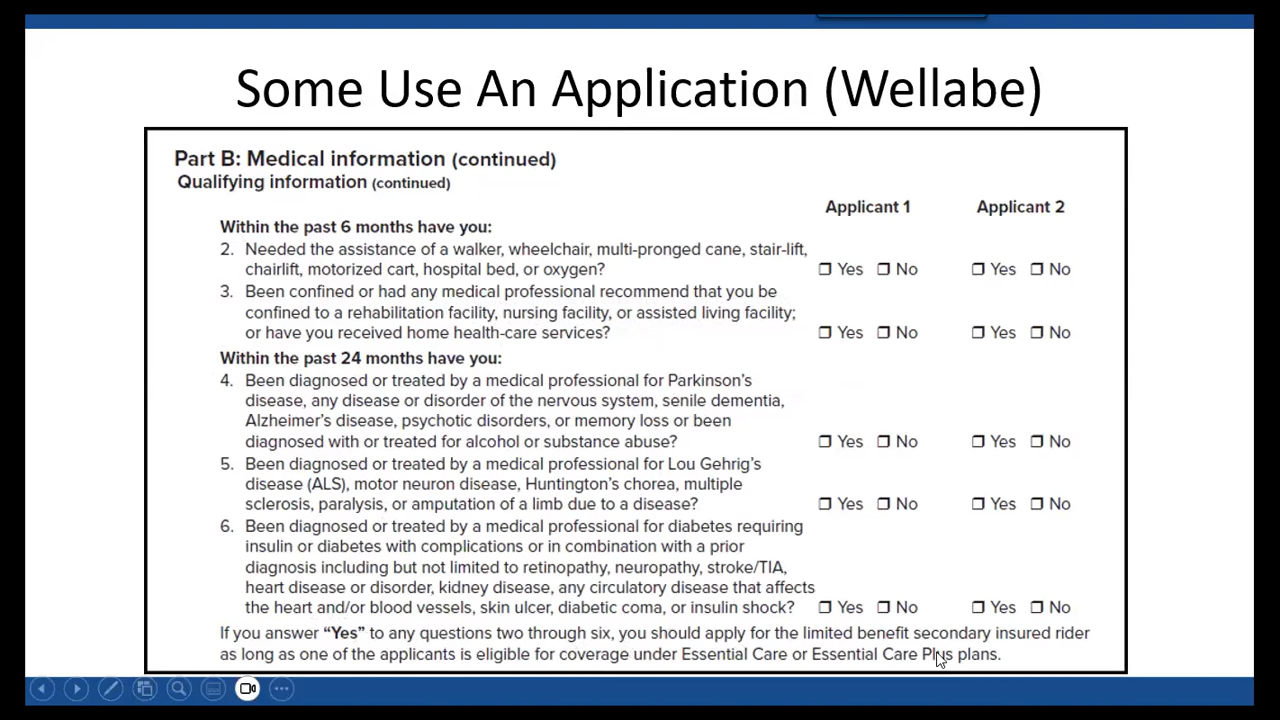 Some Use An Application (Wellabe)
Part B: Medical information (continued)
Qualifying information (continued)
Applicant 1 Applicant 2
Within the past 6 months have you:
2. Needed the assistance of a walker, wheelchair, multi-pronged cane, stair-lift,
chairlift, motorized cart, hospital bed, or oxygen? ❒ Yes ❒ No ❒ Yes ❒ No
3. Been confined or had any medical professional recommend that you be
confined to a rehabilitation facility, nursing facility, or assisted living facility;
or have you received home health-care services? ❒ Yes ❒ No ❒ Yes ❒ No
Within the past 24 months have you:
4. Been diagnosed or treated by a medical professional for Parkinson's
disease, any disease or disorder of the nervous system, senile dementia,
Alzheimer's disease, psychotic disorders, or memory loss or been
diagnosed with or treated for alcohol or substance abuse? ❒ Yes ❒ No ❒ Yes ❒ No
5. Been diagnosed or treated by a medical professional for Lou Gehrig's
disease (ALS), motor neuron disease, Huntington's chorea, multiple
sclerosis, paralysis, or amputation of a limb due to a disease? ❒ Yes ❒ No ❒ Yes ❒ No
6. Been diagnosed or treated by a medical professional for diabetes requiring
insulin or diabetes with complications or in combination with a prior
diagnosis including but not limited to retinopathy, neuropathy, stroke/TIA,
heart disease or disorder, kidney disease, any circulatory disease that affects
the heart and/or blood vessels, skin ulcer, diabetic coma, or insulin shock? ❒ Yes ❒ No ❒ Yes ❒ No
If you answer “Yes” to any questions two through six, you should apply for the limited benefit secondary insured rider
as long as one of the applicants is eligible for coverage under Essential Care or Essential Care Plus plans.